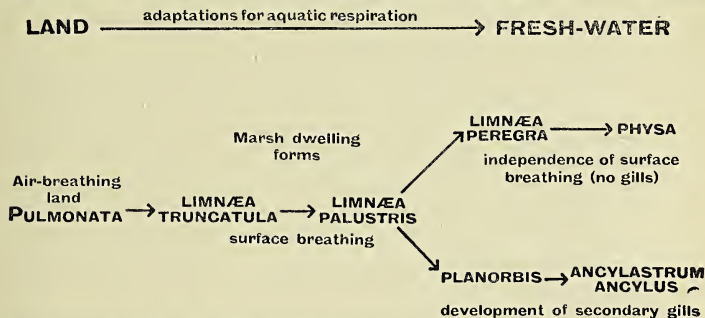 LAND
adaptations for aquatic respiration
FRESH-WATER
Marsh dwelling
forms
LIMNÆA
PEREGRA
PHYSA
independence of surface
breathing (no gills)
Air-breathing
land
PULMONATA
LIMNÆA
TRUNCATULA
LIMNÆA
PALUSTRIS
surface breathing
PLANORBIS
ANCYLASTRUM
ANCYLUS
development of secondary gills